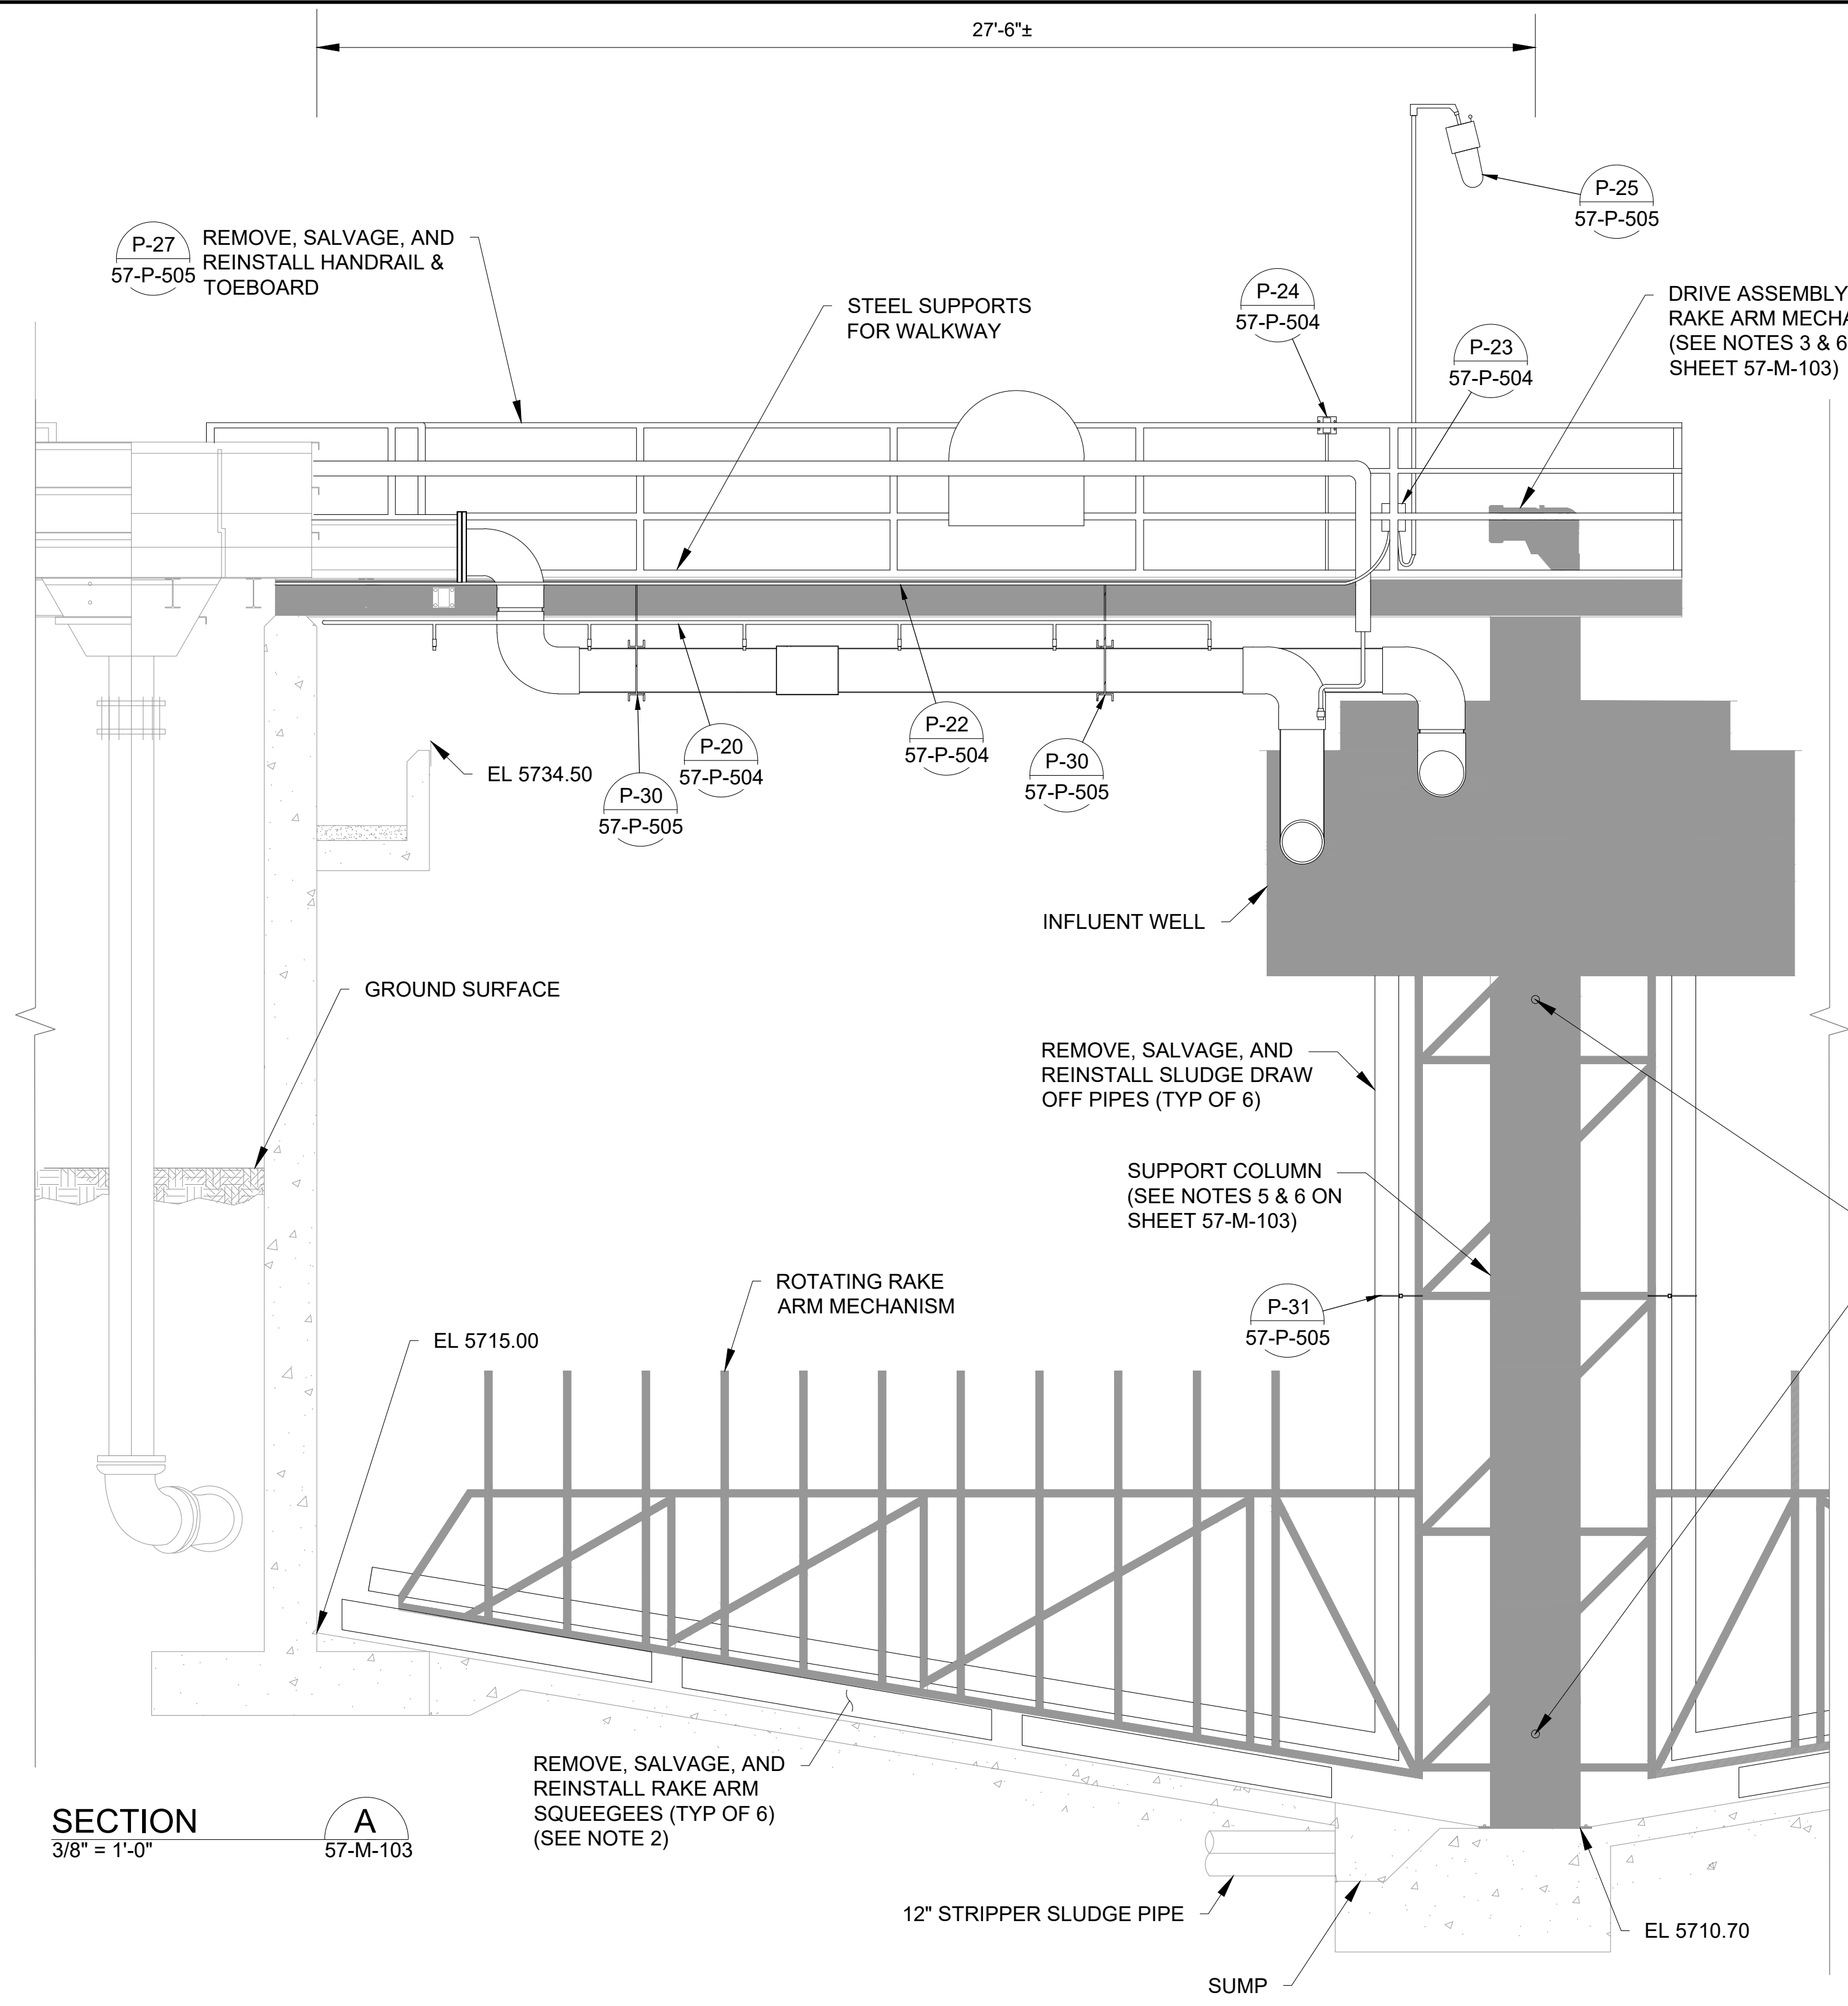 27'-6"±
P-25
57-P-505
P-27
57-P-505
REMOVE, SALVAGE, AND
REINSTALL HANDRAIL &
TOEBOARD
STEEL SUPPORTS
FOR WALKWAY
P-24
57-P-504
P-23
57-P-504
DRIVE ASSEMBLY
RAKE ARM MECHA
(SEE NOTES 3 & 6
SHEET 57-M-103)
EL 5734.50
P-30
57-P-505
P-20
57-P-504
P-22
57-P-504
P-30
57-P-505
INFLUENT WELL
GROUND SURFACE
REMOVE, SALVAGE, AND
REINSTALL SLUDGE DRAW
OFF PIPES (TYP OF 6)
SUPPORT COLUMN
(SEE NOTES 5 & 6 ON
SHEET 57-M-103)
ROTATING RAKE
ARM MECHANISM
P-31
57-P-505
EL 5715.00
REMOVE, SALVAGE, AND
REINSTALL RAKE ARM
SQUEEGEES (TYP OF 6)
(SEE NOTE 2)
SECTION
3/8" = 1'-0"
A
57-M-103
12" STRIPPER SLUDGE PIPE
EL 5710.70
SUMP